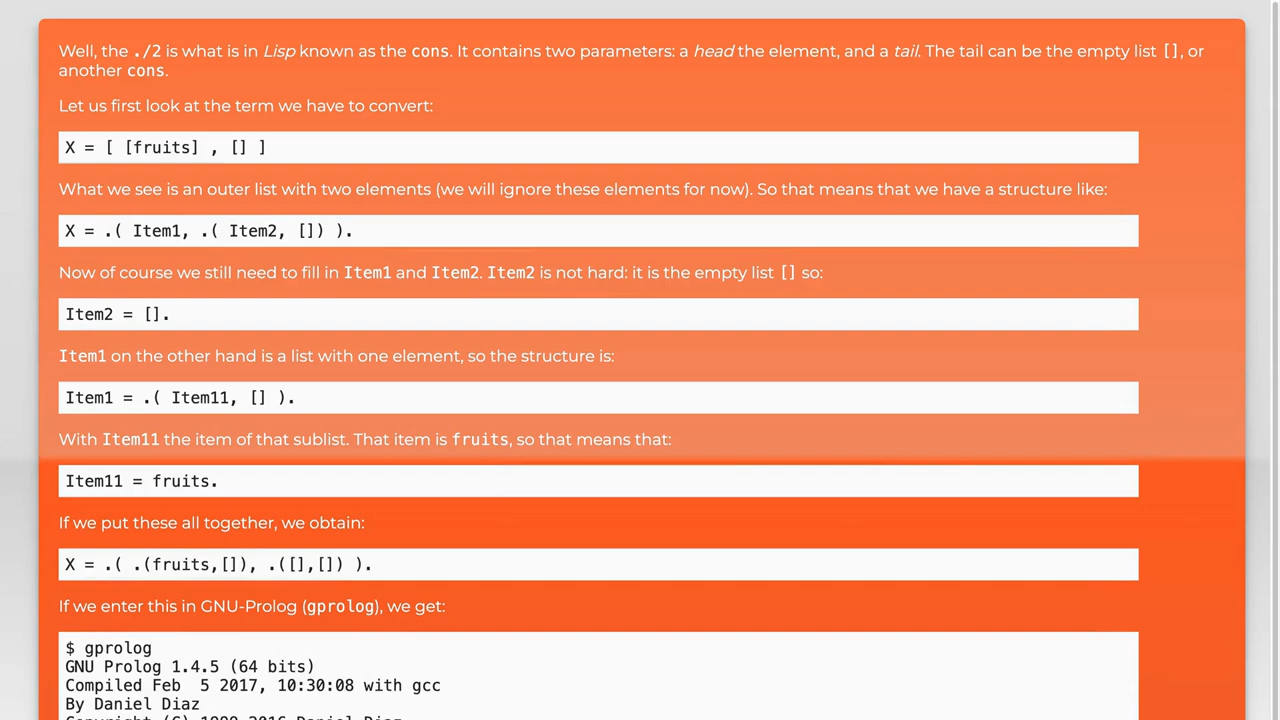 Well, the ./2 is what is in Lisp known as the cons. It contains two parameters: a head the element, and a tail. The tail can be the empty list [], or
another cons.
Let us first look at the term we have to convert:
X = [ [fruits] , [] ]
What we see is an outer list with two elements (we will ignore these elements for now). So that means that we have a structure like:
X = .( Item1, .( Item2, []) ).
Now of course we still need to fill in Item1 and Item2. Item2 is not hard: it is the empty list [] so:
Item2 = [].
Item1 on the other hand is a list with one element, so the structure is:
Item1 = .( Item11, [] ).
With Item11 the item of that sublist. That item is fruits, so that means that:
Item11 = fruits.
If we put these all together, we obtain:
X = .( .(fruits,[]), .([],[]) ).
If we enter this in GNU-Prolog (gprolog), we get:
$ gprolog
GNU Prolog 1.4.5 (64 bits)
Compiled Feb  5 2017, 10:30:08 with gcc
By Daniel Diaz
Copyright (C) 1999-2016 Daniel Diaz